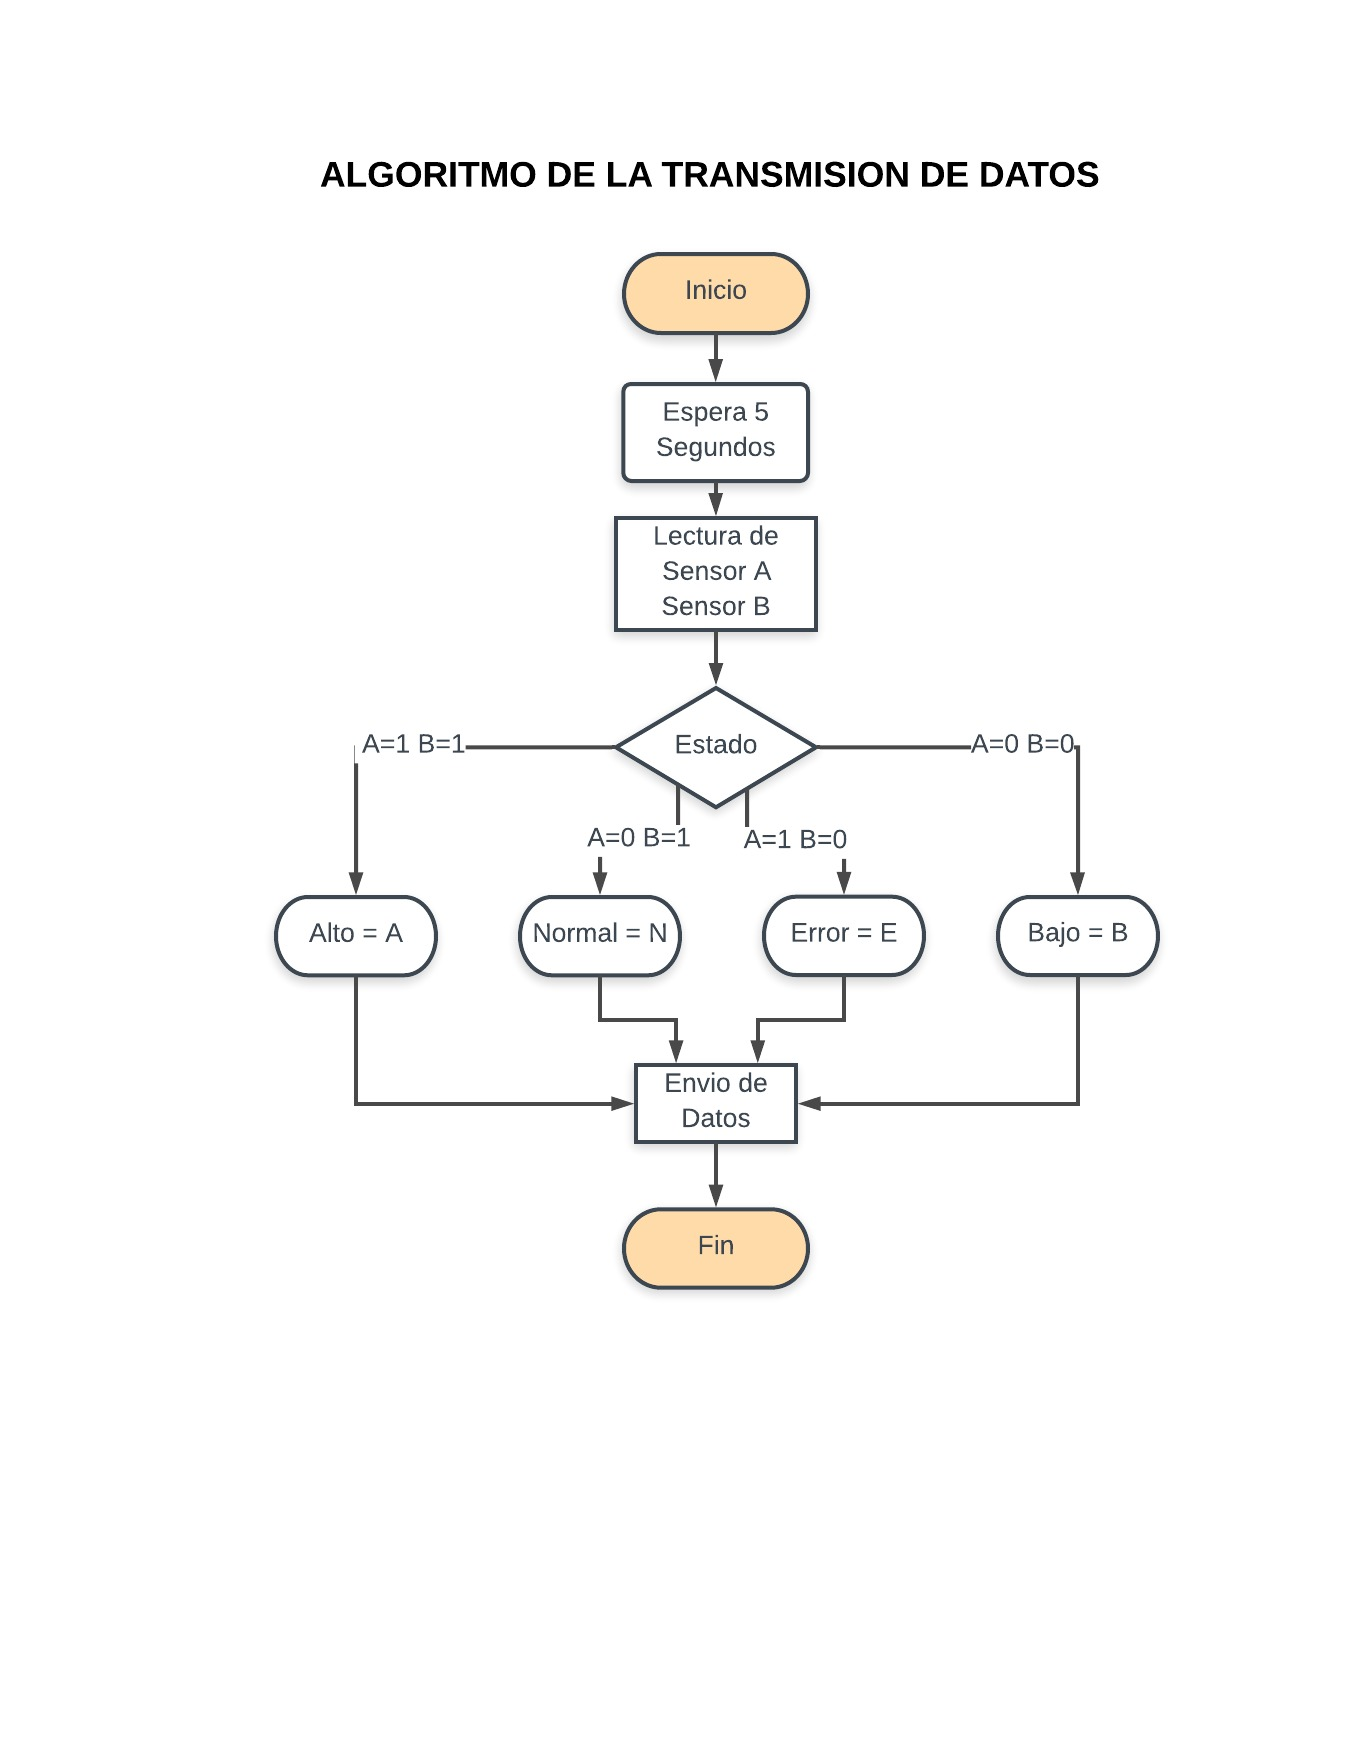 ALGORITMO DE LA TRANSMISION DE DATOS
Inicio
Espera 5
Segundos
Lectura de
Sensor A
Sensor B
Estado
A=1 B=1
A=0 B=0
A=0 B=1
A=1 B=0
Alto = A
Normal = N
Error = E
Bajo = B
Envio de
Datos
Fin